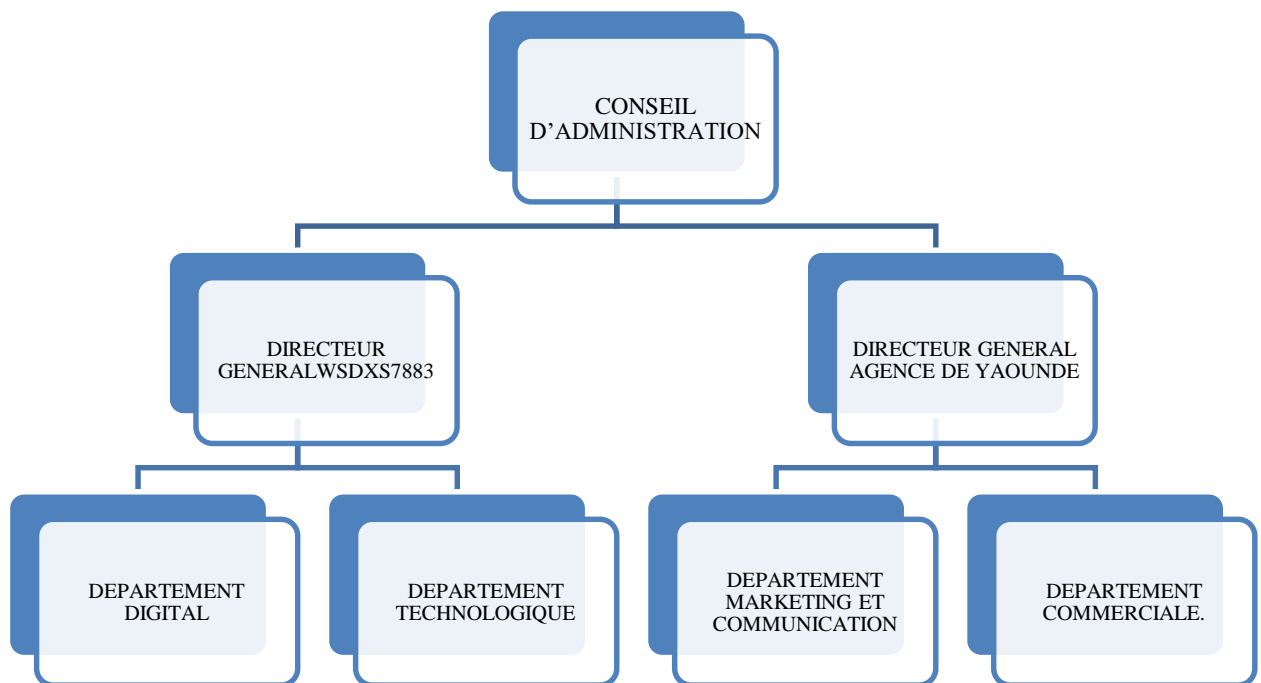 CONSEIL
D’ADMINISTRATION
DIRECTEUR
GENERALWSDXS7883
DIRECTEUR GENERAL
AGENCE DE YAOUNDE
DEPARTEMENT
DIGITAL
DEPARTEMENT
TECHNOLOGIQUE
DEPARTEMENT
MARKETING ET
COMMUNICATION
DEPARTEMENT
COMMERCIALE.